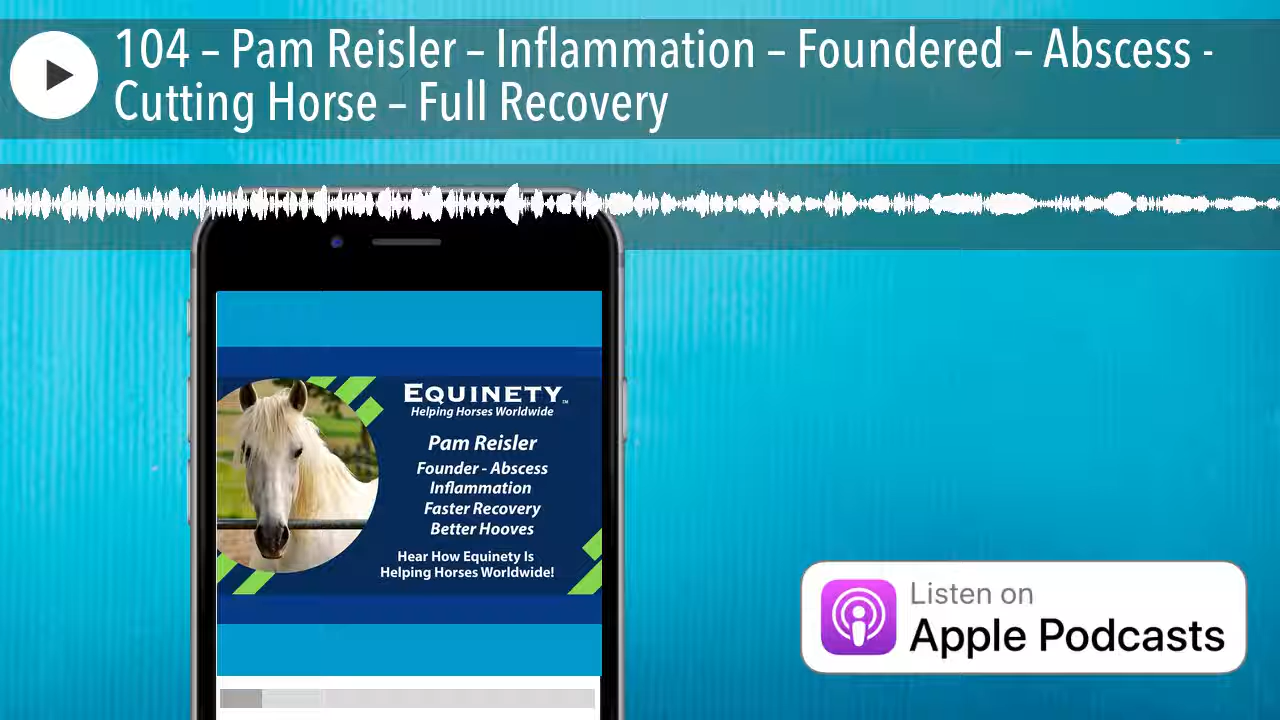 104 – Pam Reisler – Inflammation – Foundered – Abscess -
Cutting Horse – Full Recovery
EQUINETY™
Helping Horses Worldwide
Pam Reisler
Founder - Abscess
Inflammation
Faster Recovery
Better Hooves
Hear How Equinety Is
Helping Horses Worldwide!
Listen on
Apple Podcasts